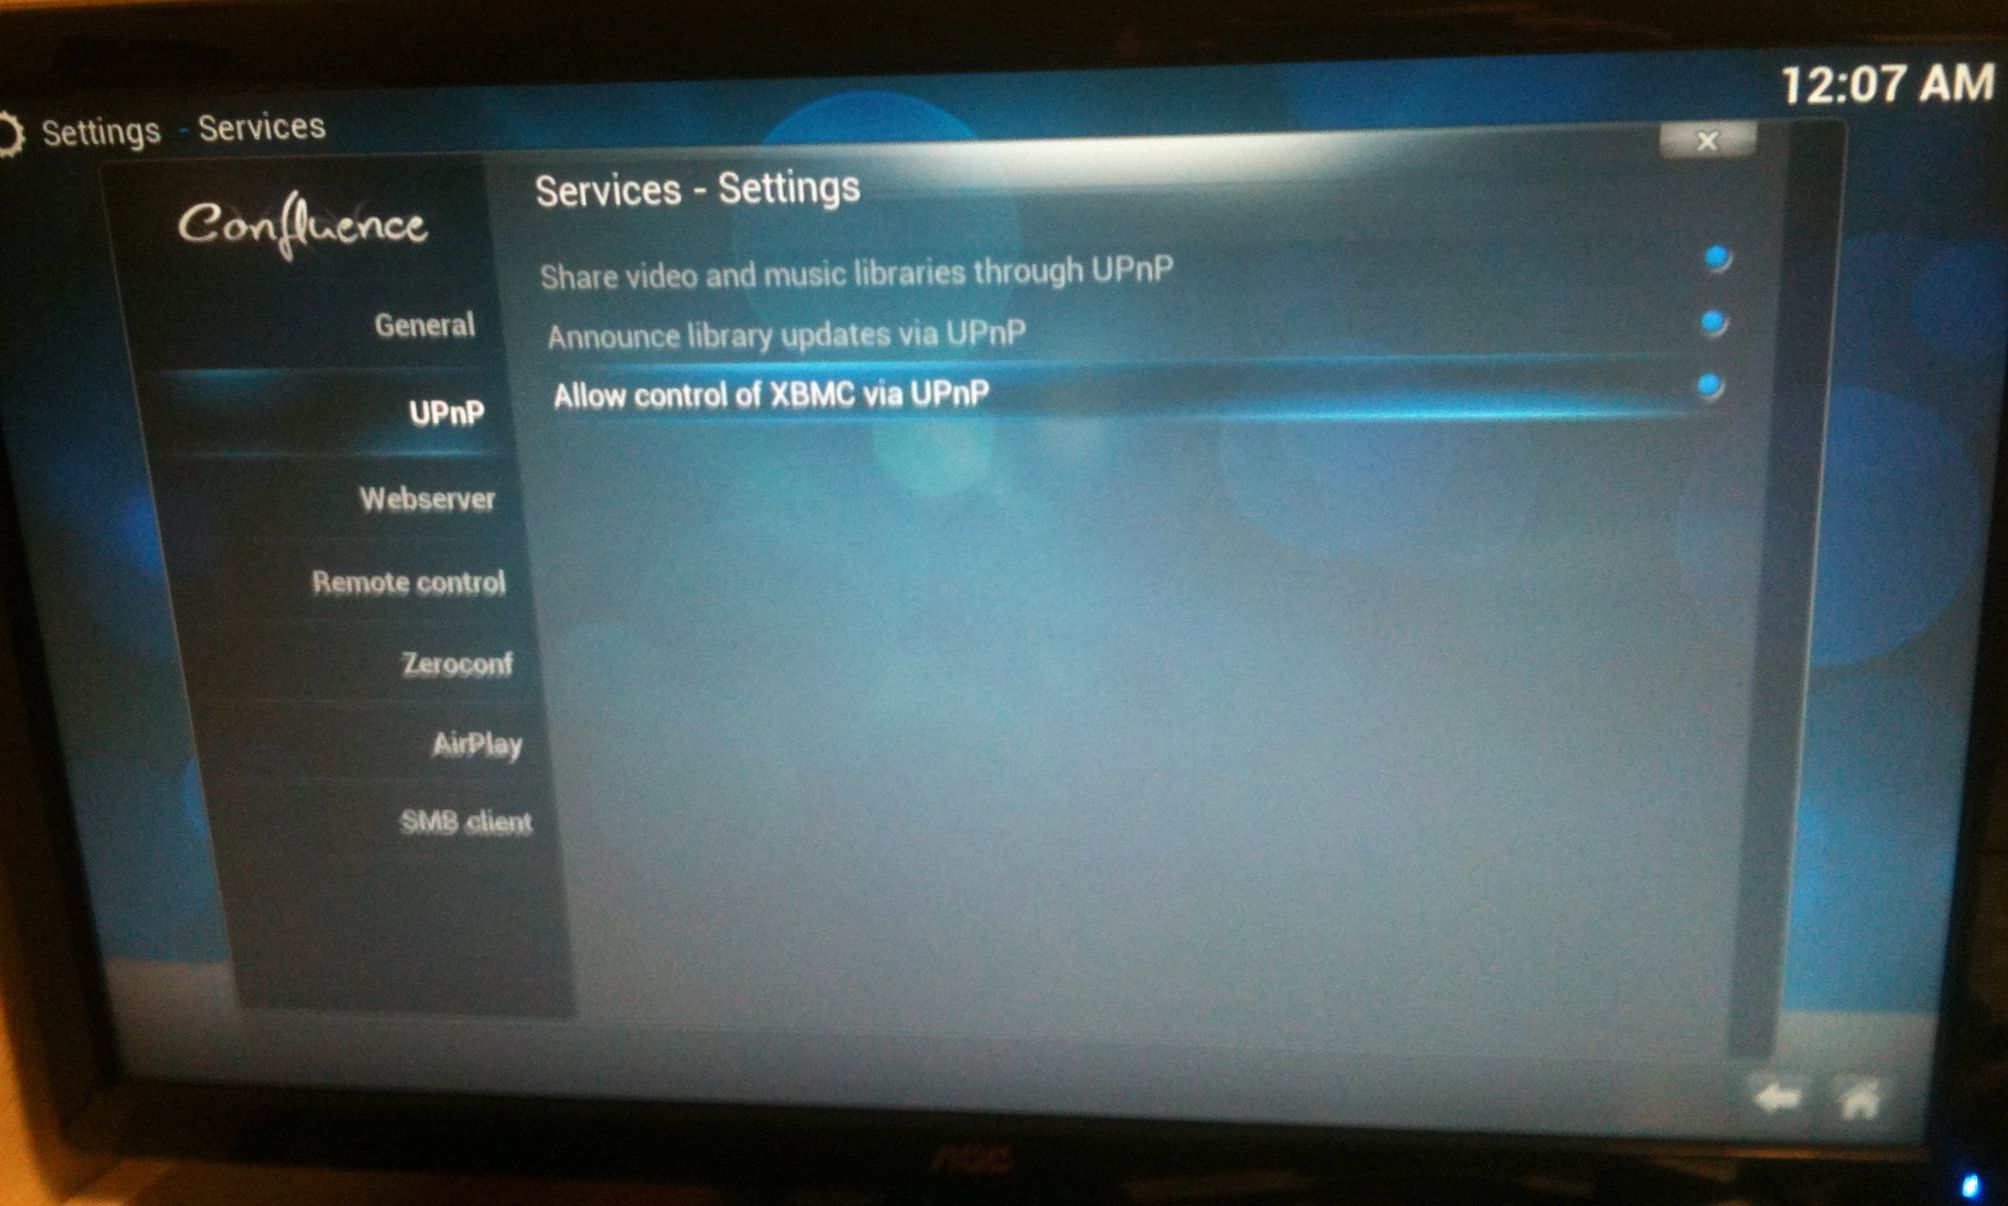 12:07 AM
Settings - Services
Confluence
Services - Settings
Share video and music libraries through UPnP
Announce library updates via UPnP
Allow control of XBMC via UPnP
General
UPnP
Webserver
Remote control
Zeroconf
AirPlay
SMB client
AOC